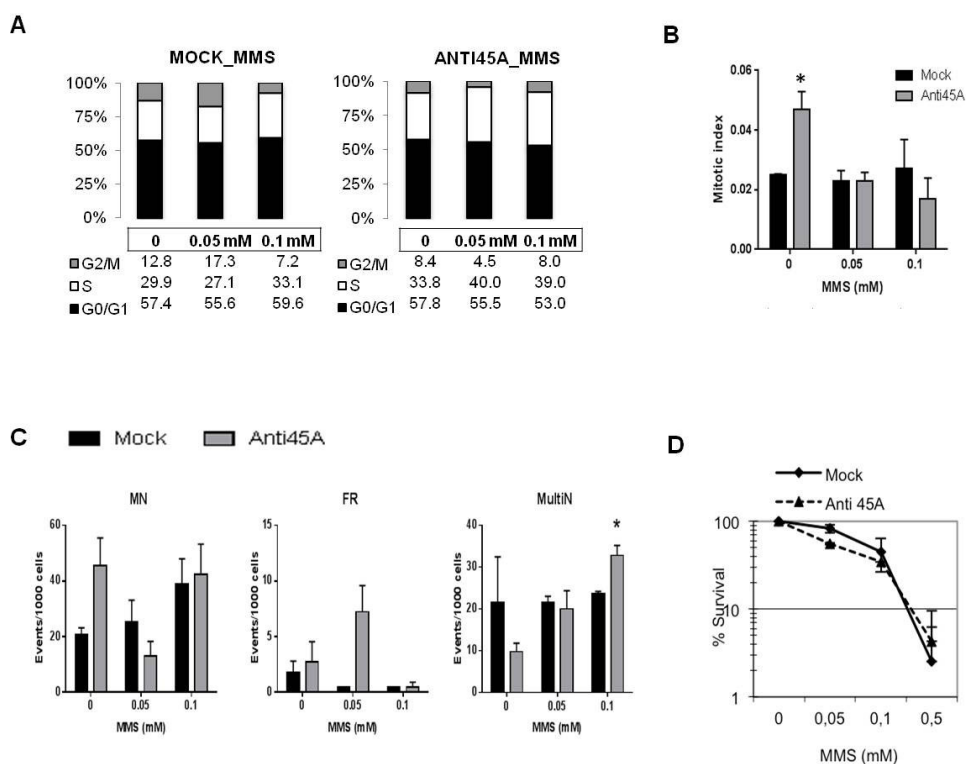 A
MOCK_MMS
100%
75%
50%
25%
0%
0 0.05 mM 0.1 mM
G2/M 12.8 17.3 7.2
S 29.9 27.1 33.1
G0/G1 57.4 55.6 59.6
ANTI45A_MMS
100%
75%
50%
25%
0%
0 0.05 mM 0.1 mM
G2/M 8.4 4.5 8.0
S 33.8 40.0 39.0
G0/G1 57.8 55.5 53.0
B
Mock
Anti45A
Mitotic index
0.06
0.04
0.02
0.00
*
0 0.05 0.1
MMS (mM)
C
Mock Anti45A
MN
Events/1000 cells
60
40
20
0
0 0.05 0.1
MMS (mM)
FR
Events/1000 cells
15
10
5
0
0 0.05 0.1
MMS (mM)
MultiN
Events/1000 cells
40
30
20
10
0
*
0 0.05 0.1
MMS (mM)
D
Mock
Anti 45A
% Survival
100
10
1
0 0,05 0,1 0,5
MMS (mM)